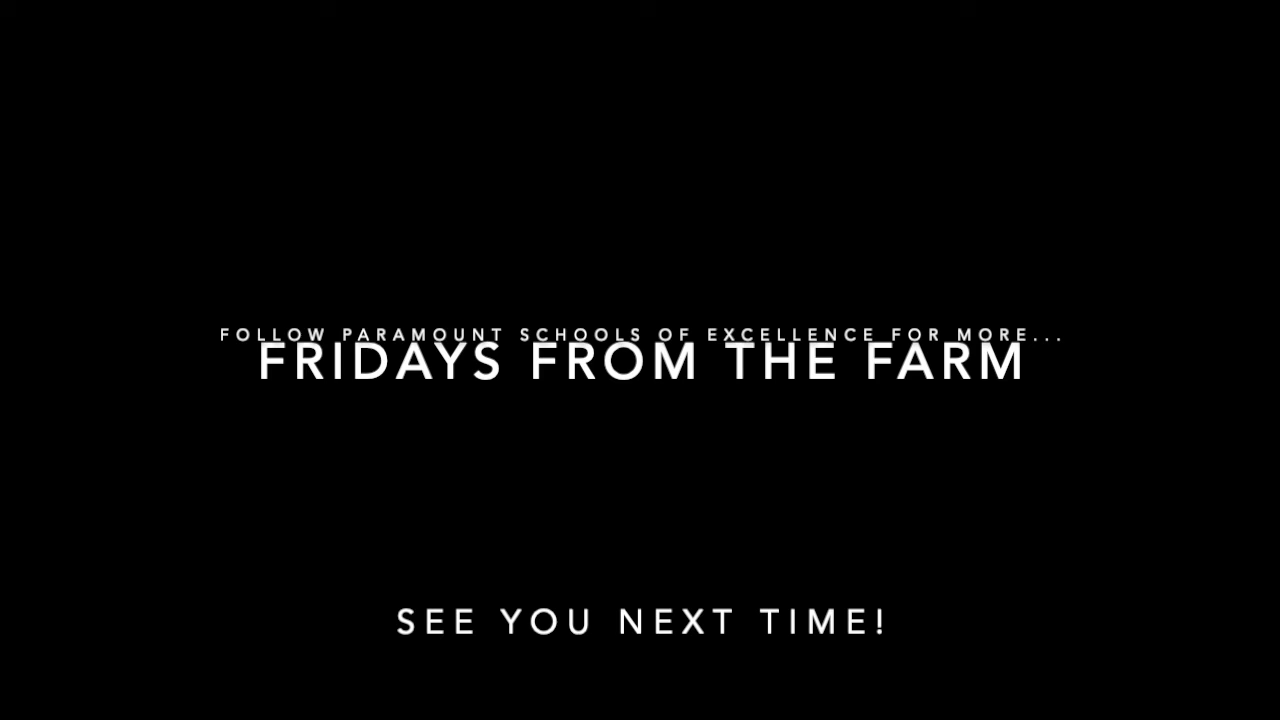 FOLLOW PARAMOUNT SCHOOLS OF EXCELLENCE FOR MORE...
FRIDAYS FROM THE FARM
SEE YOU NEXT TIME!